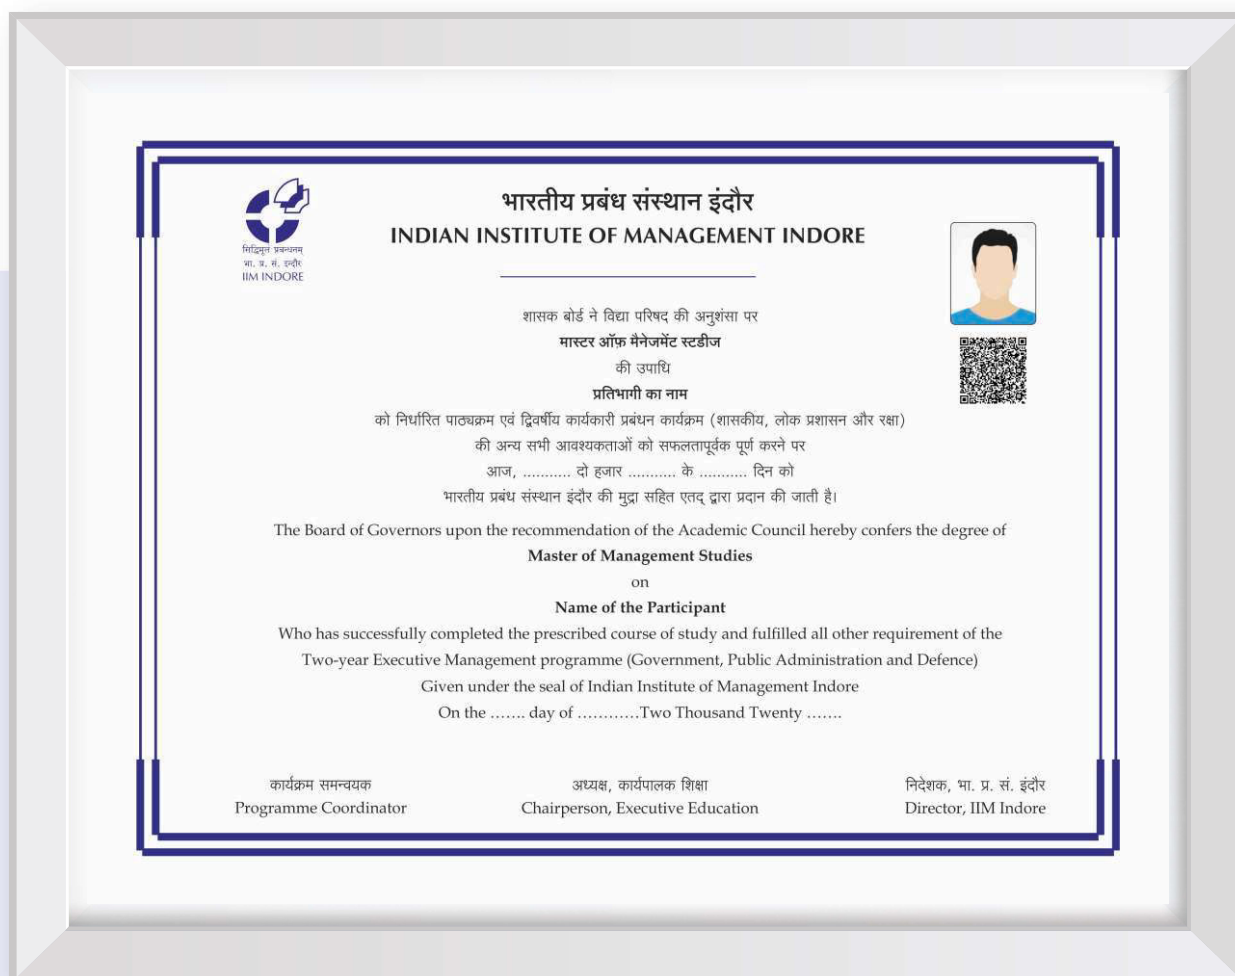 भारतीय प्रबंध संस्थान इंदौर
INDIAN INSTITUTE OF MANAGEMENT INDORE
सिद्धिमूलं प्रबन्धनम्
भा. प्र. सं. इन्दौर
IIM INDORE
शासक बोर्ड ने विद्या परिषद की अनुशंसा पर
मास्टर ऑफ़ मैनेजमेंट स्टडीज
की उपाधि
प्रतिभागी का नाम
को निर्धारित पाठ्यक्रम एवं द्विवर्षीय कार्यकारी प्रबंधन कार्यक्रम (शासकीय, लोक प्रशासन और रक्षा)
की अन्य सभी आवश्यकताओं को सफलतापूर्वक पूर्ण करने पर
आज, ........... दो हजार ........... के ........... दिन को
भारतीय प्रबंध संस्थान इंदौर की मुद्रा सहित एतद् द्वारा प्रदान की जाती है।
The Board of Governors upon the recommendation of the Academic Council hereby confers the degree of
Master of Management Studies
on
Name of the Participant
Who has successfully completed the prescribed course of study and fulfilled all other requirement of the
Two-year Executive Management programme (Government, Public Administration and Defence)
Given under the seal of Indian Institute of Management Indore
On the ....... day of ............Two Thousand Twenty .......
कार्यक्रम समन्वयक
Programme Coordinator
अध्यक्ष, कार्यपालक शिक्षा
Chairperson, Executive Education
निदेशक, भा. प्र. सं. इंदौर
Director, IIM Indore